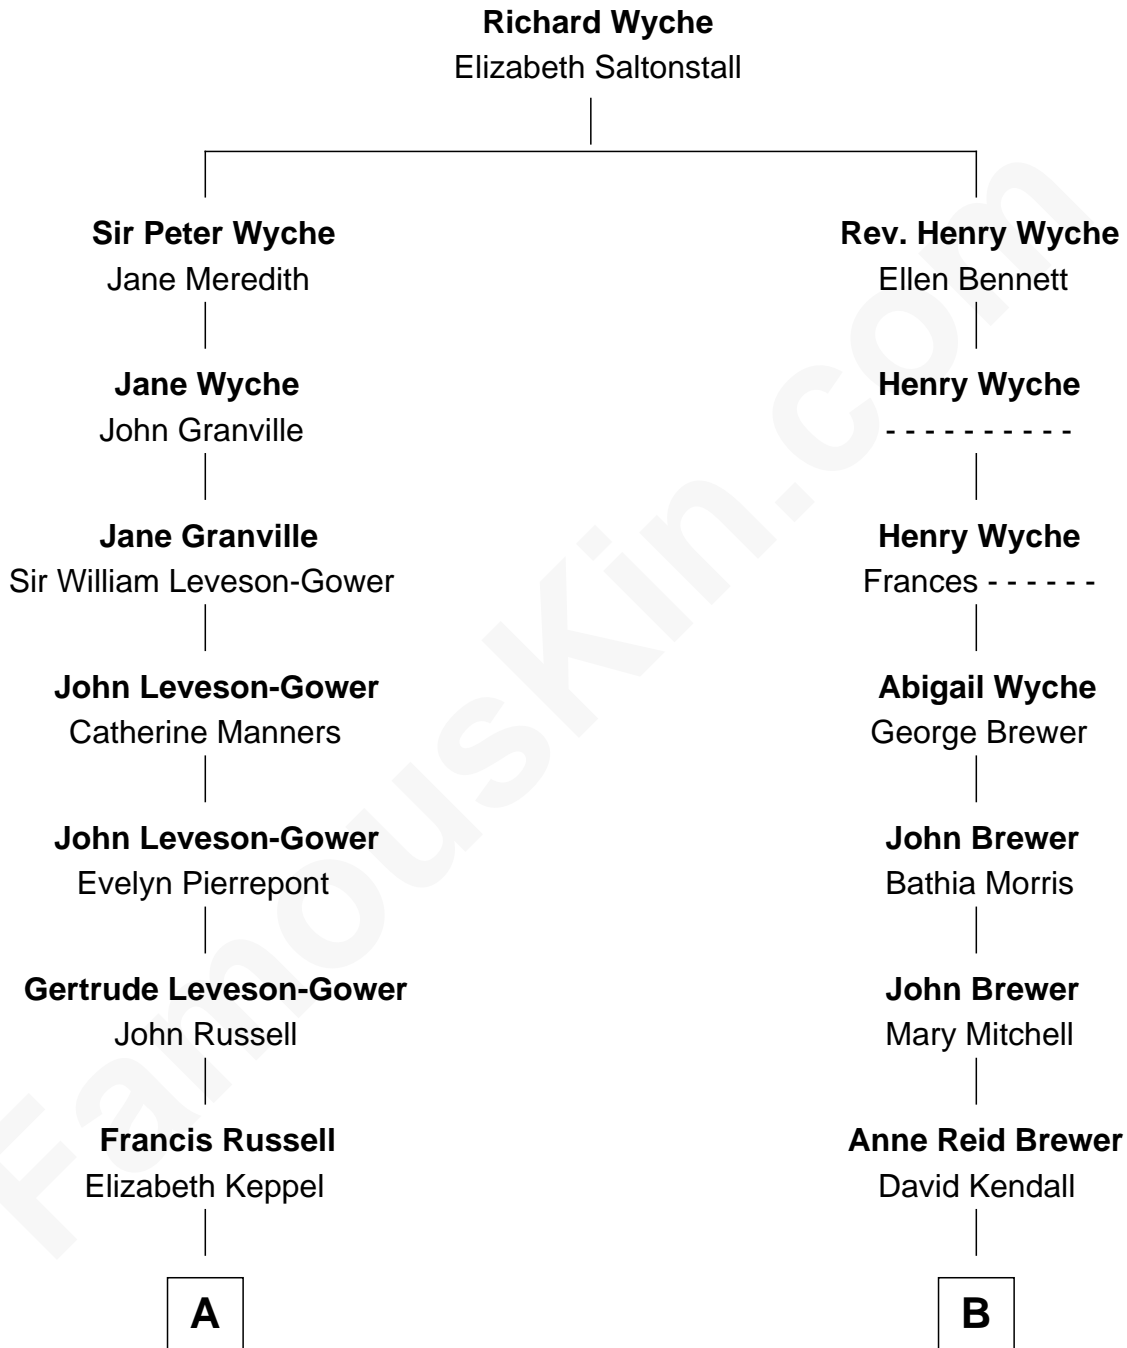 Richard Wyche
Elizabeth Saltonstall
Sir Peter Wyche
Jane Meredith
Rev. Henry Wyche
Ellen Bennett
Jane Wyche
John Granville
Henry Wyche
- - - - - - - - - -
Jane Granville
Sir William Leveson-Gower
Henry Wyche
Frances - - - - - -
John Leveson-Gower
Catherine Manners
Abigail Wyche
George Brewer
John Leveson-Gower
Evelyn Pierrepont
John Brewer
Bathia Morris
Gertrude Leveson-Gower
John Russell
John Brewer
Mary Mitchell
Francis Russell
Elizabeth Keppel
Anne Reid Brewer
David Kendall
A
B
FamousKin.com